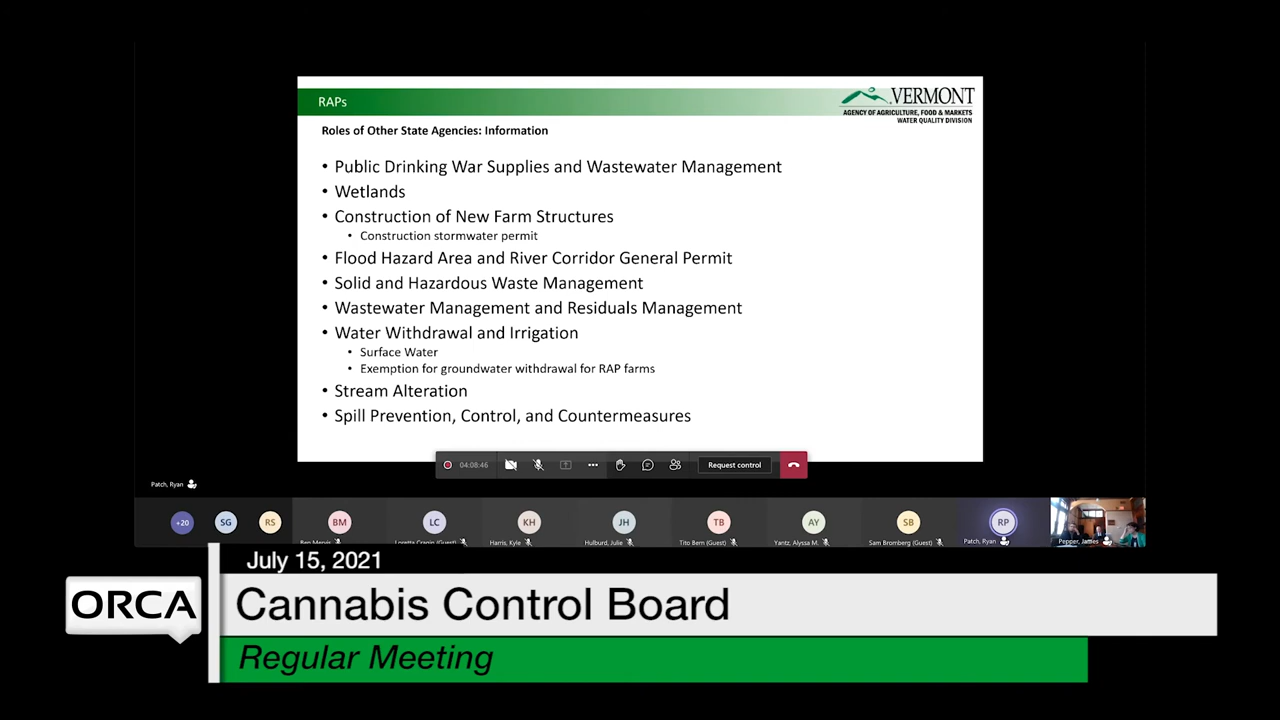 RAPs
VERMONT
AGENCY OF AGRICULTURE, FOOD & MARKETS
WATER QUALITY DIVISION
Roles of Other State Agencies: Information
• Public Drinking War Supplies and Wastewater Management
• Wetlands
• Construction of New Farm Structures
• Construction stormwater permit
• Flood Hazard Area and River Corridor General Permit
• Solid and Hazardous Waste Management
• Wastewater Management and Residuals Management
• Water Withdrawal and Irrigation
• Surface Water
• Exemption for groundwater withdrawal for RAP farms
• Stream Alteration
• Spill Prevention, Control, and Countermeasures
04:08:46
Request control
Patch, Ryan
+20 SG RS BM LC KH JH TB AY SB RP
Ben Mervis Loretta Cragin (Guest) Harris, Kyle Hulburd, Julie Tito Bern (Guest) Yantz, Alyssa M. Sam Bromberg (Guest) Patch, Ryan Pepper, James
July 15, 2021
ORCA
Cannabis Control Board
Regular Meeting